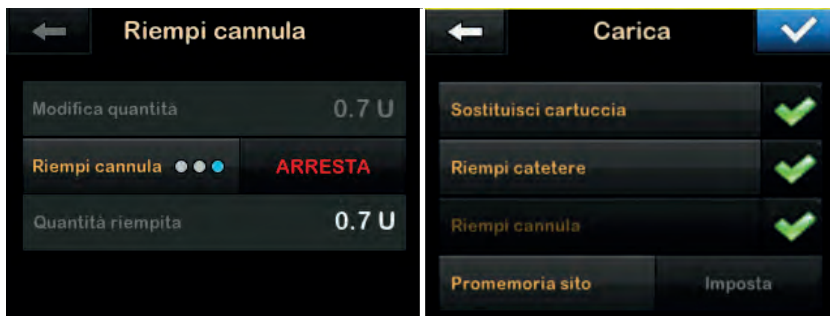 Riempi cannula
Modifica quantità 0.7 U
Riempi cannula ARRESTA
Quantità riempita 0.7 U
Carica
Sostituisci cartuccia
Riempi catetere
Riempi cannula
Promemoria sito Imposta